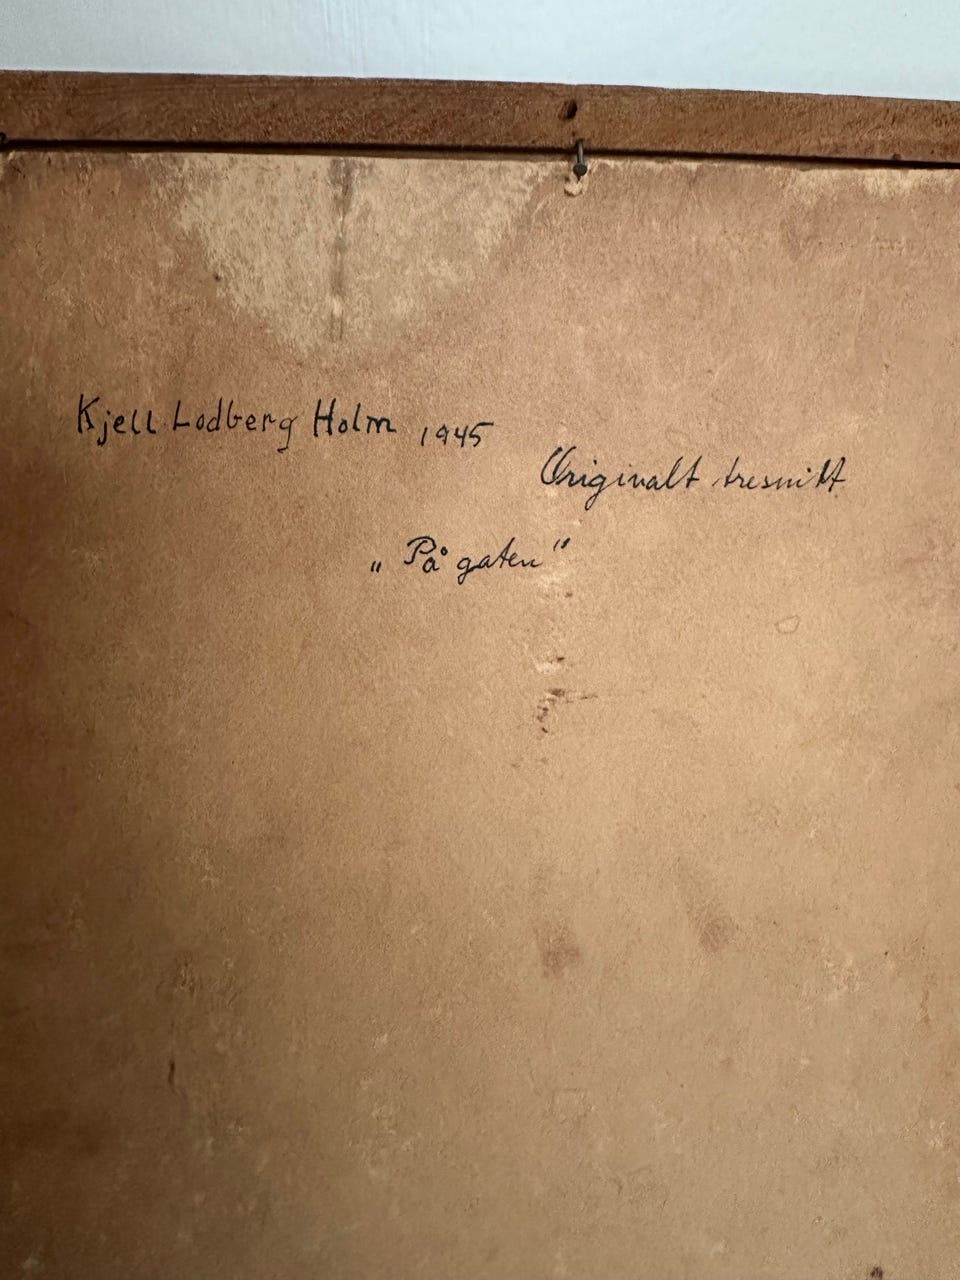 Kjell Lodberg Holm 1945
Originalt tresnitt
„På gaten"